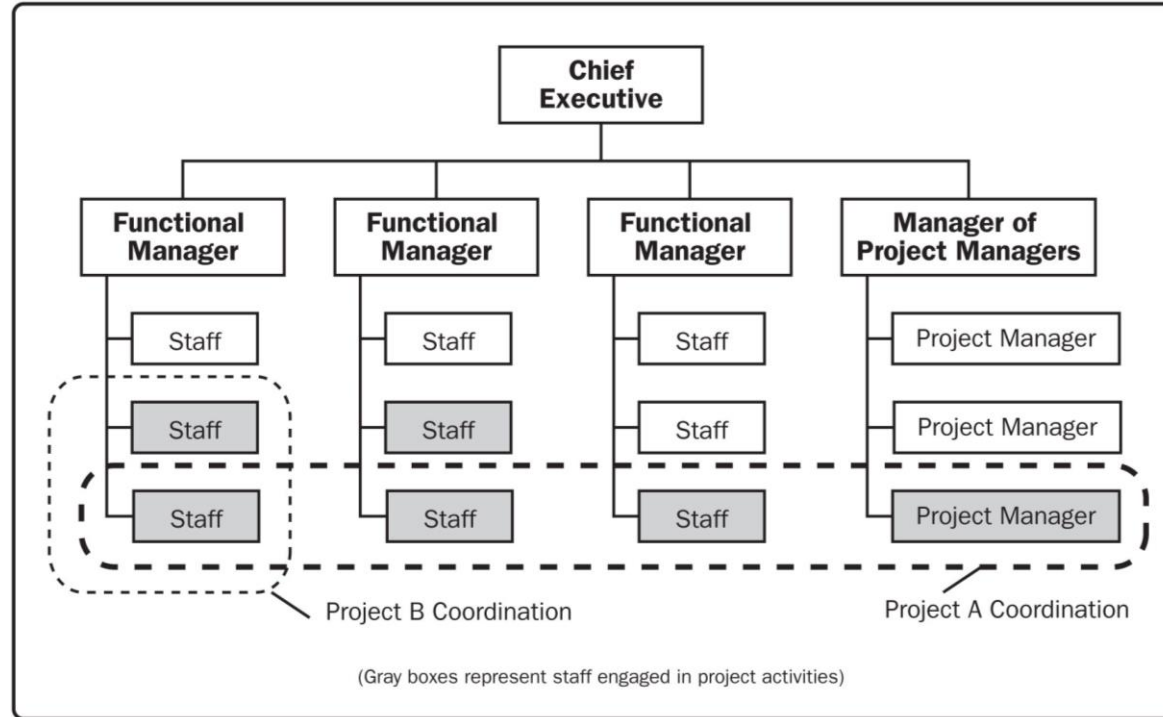 Chief
Executive
Functional
Manager
Functional
Manager
Functional
Manager
Manager of
Project Managers
Staff
Staff
Staff
Project Manager
Staff
Staff
Staff
Project Manager
Staff
Staff
Staff
Project Manager
Project B Coordination
Project A Coordination
(Gray boxes represent staff engaged in project activities)